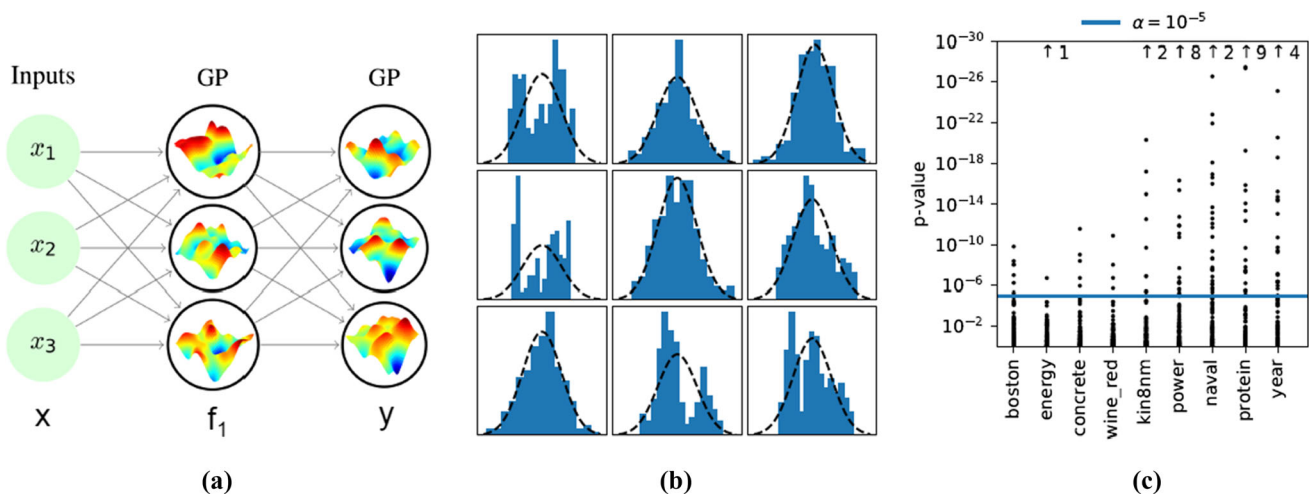 Inputs
GP
GP
x1
x2
x3
x
f1
y
(a)
(b)
α = 10−5
p-value
10−30
10−26
10−22
10−18
10−14
10−10
10−6
10−2
↑ 1
↑ 2
↑ 8
↑ 2
↑ 9
↑ 4
boston
energy
concrete
wine_red
kin8nm
power
naval
protein
year
(c)